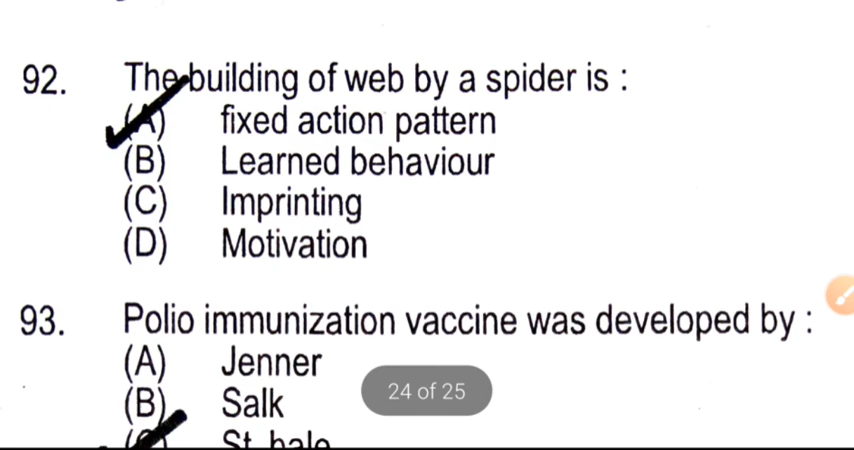 92. The building of web by a spider is :
(A) fixed action pattern
(B) Learned behaviour
(C) Imprinting
(D) Motivation
93. Polio immunization vaccine was developed by :
(A) Jenner
24 of 25
(B) Salk